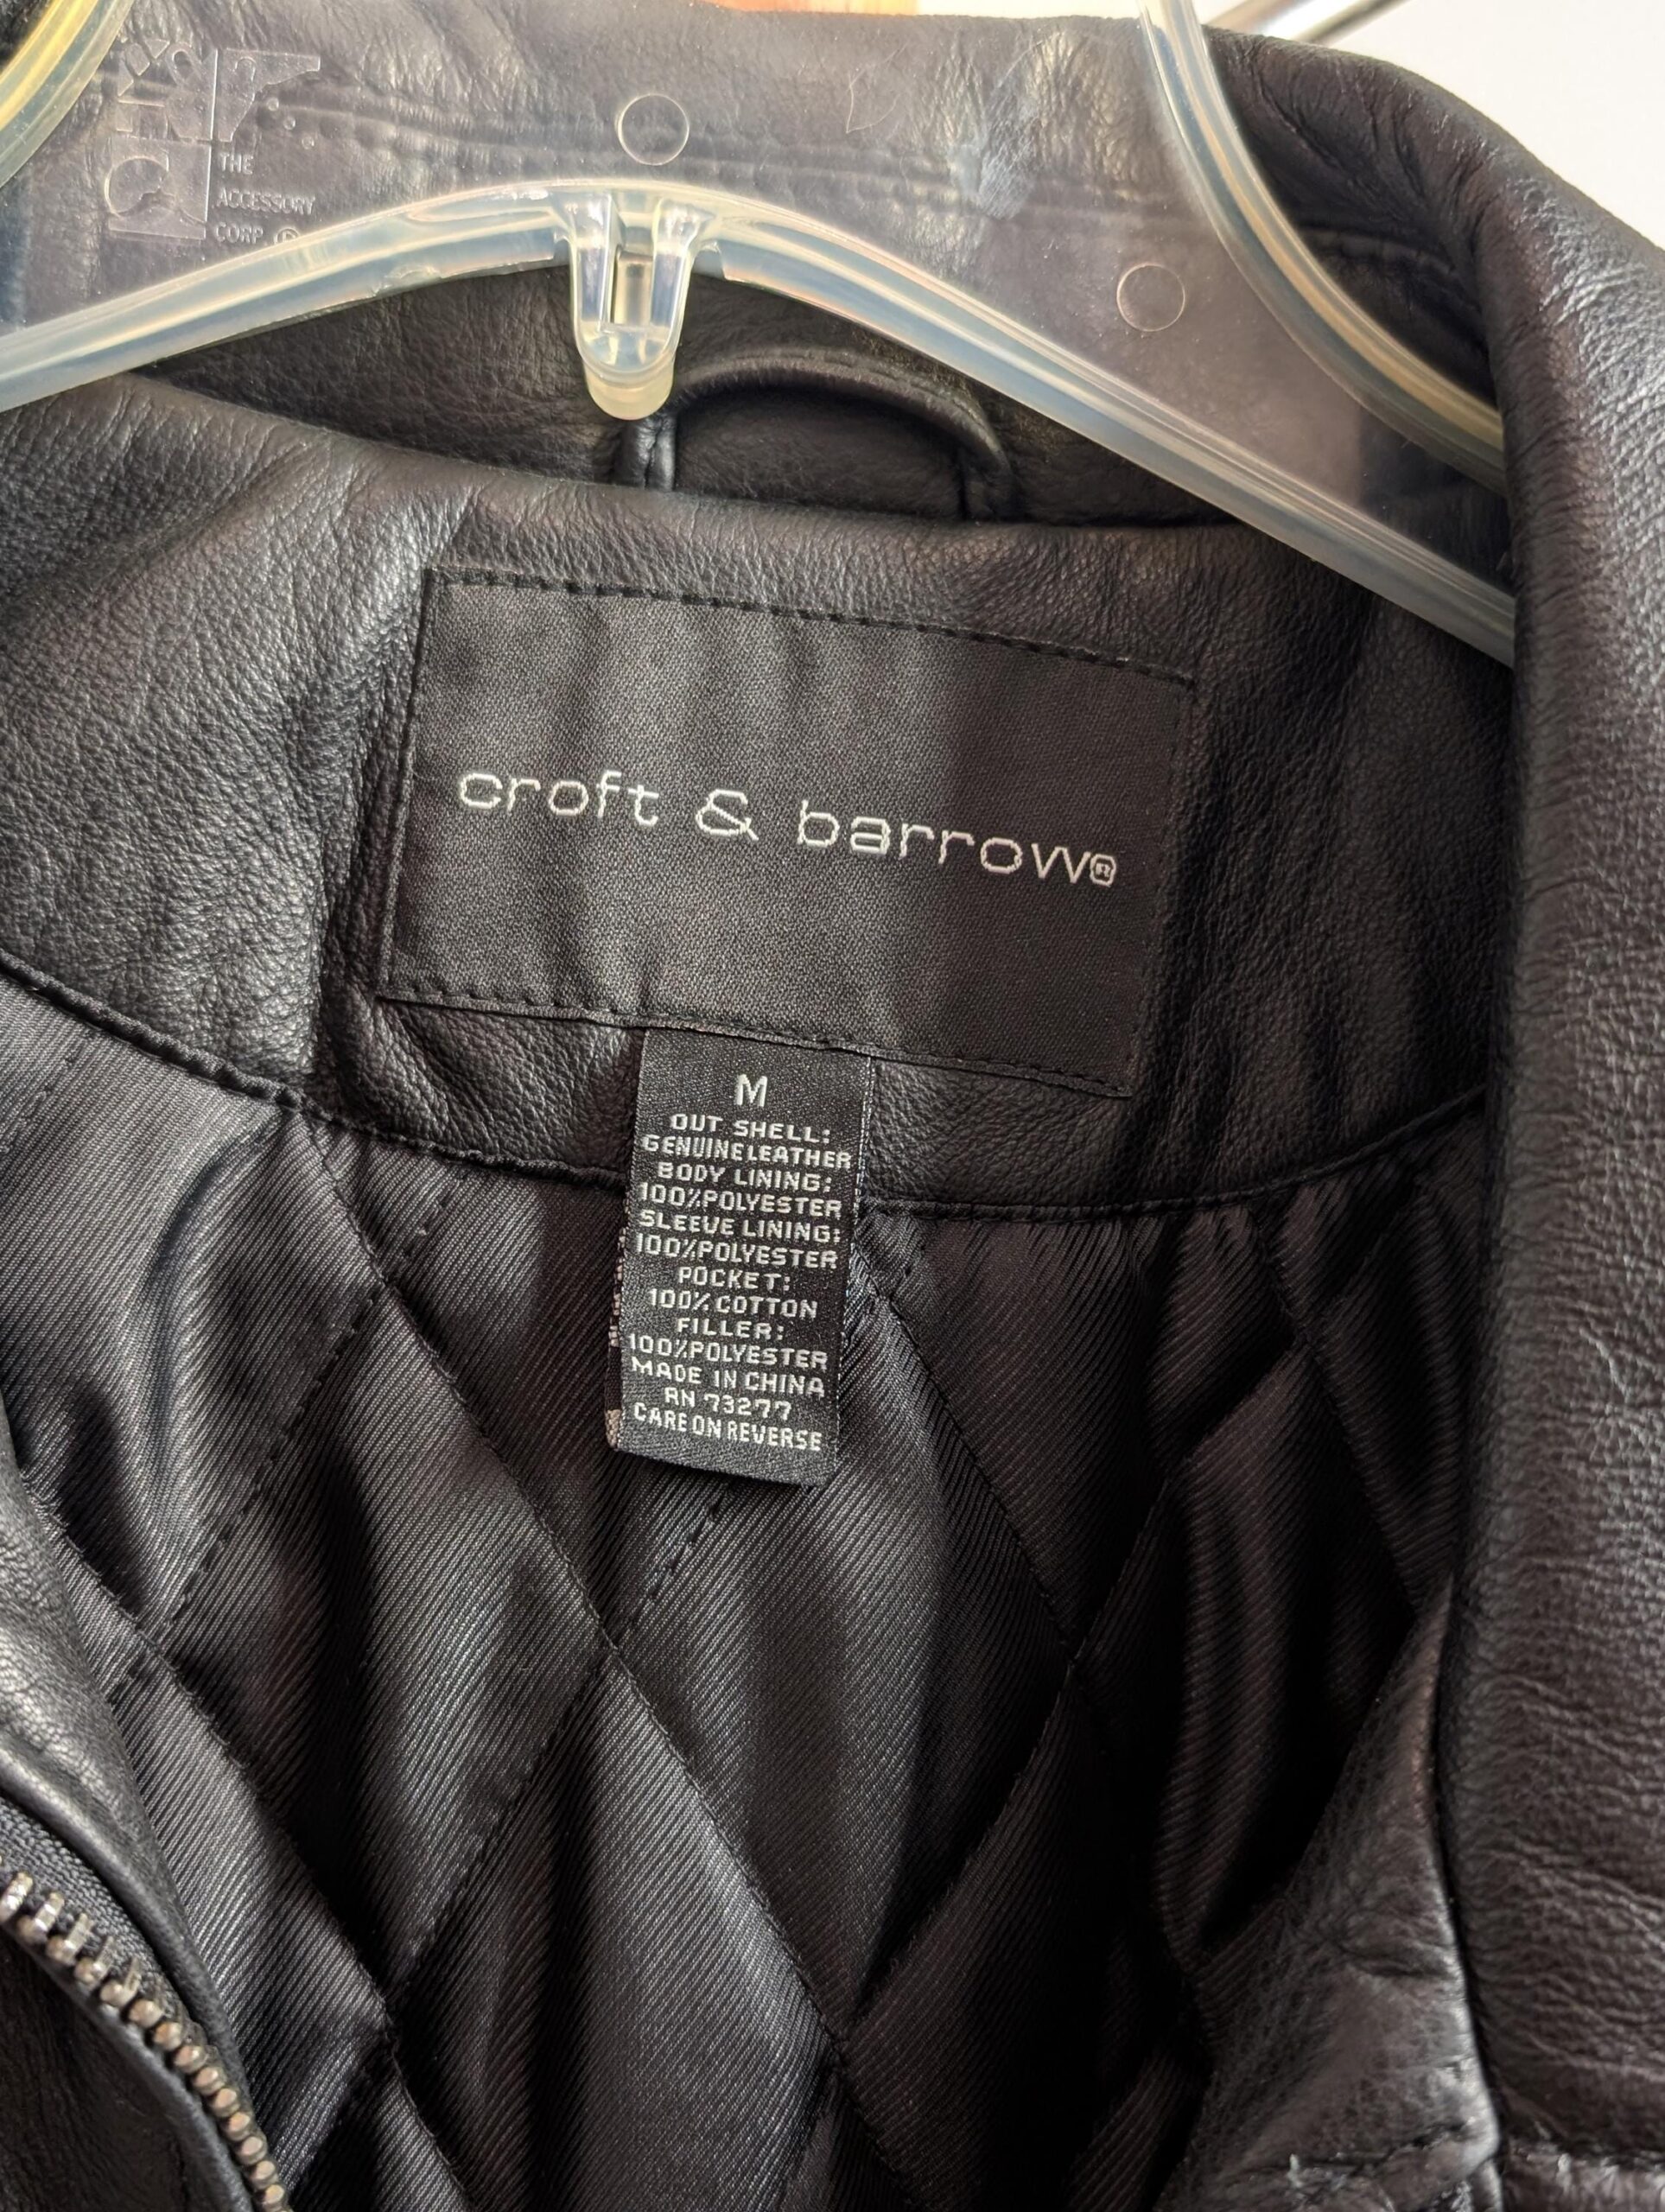 THE
ACCESSORY
CORP. ®
croft & barrow®
M
OUT SHELL:
GENUINE LEATHER
BODY LINING:
100%POLYESTER
SLEEVE LINING:
100%POLYESTER
POCKET:
100% COTTON
FILLER:
100%POLYESTER
MADE IN CHINA
RN 73277
CARE ON REVERSE